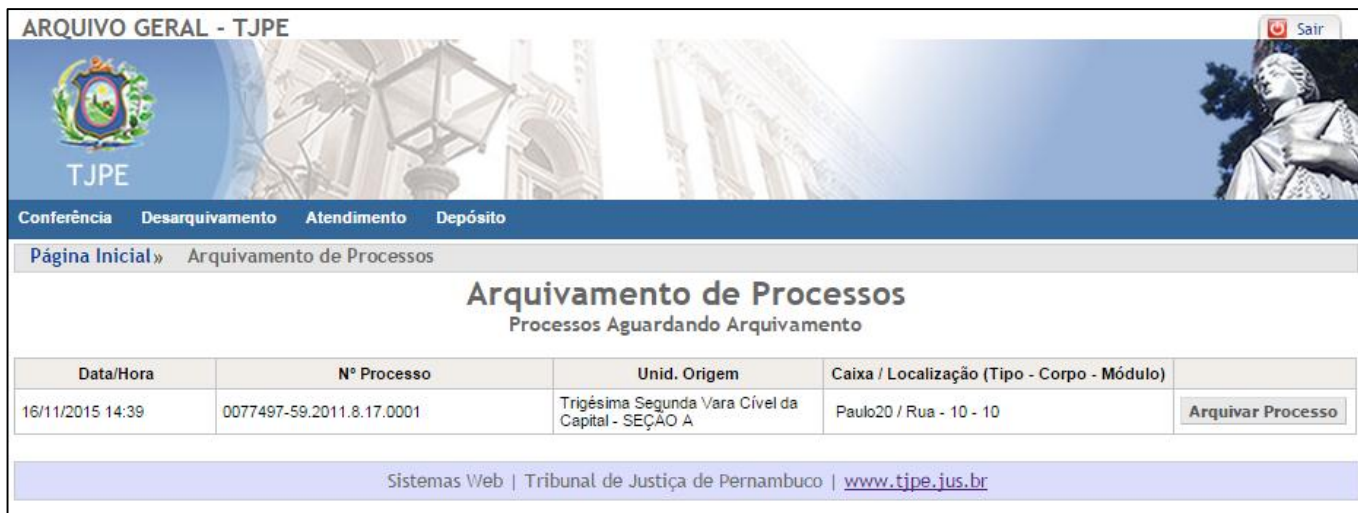 ARQUIVO GERAL - TJPE
Sair
TJPE
Conferência Desarquivamento Atendimento Depósito
Página Inicial» Arquivamento de Processos
Arquivamento de Processos
Processos Aguardando Arquivamento
Data/Hora Nº Processo Unid. Origem Caixa / Localização (Tipo - Corpo - Módulo)
16/11/2015 14:39 0077497-59.2011.8.17.0001 Trigésima Segunda Vara Cível da Paulo20 / Rua - 10 - 10 Arquivar Processo
Capital - SEÇÃO A
Sistemas Web | Tribunal de Justiça de Pernambuco | www.tjpe.jus.br